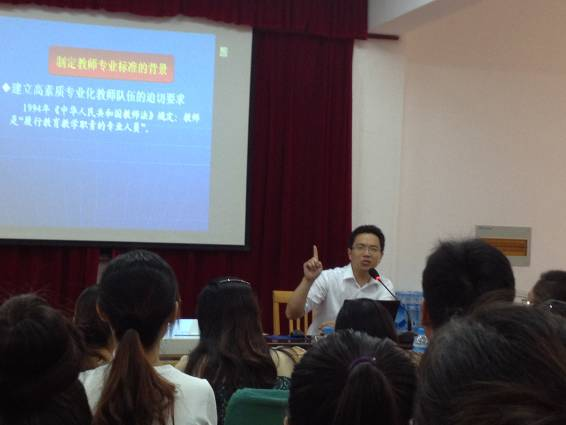 制定教师专业标准的背景
◆建立高素质专业化教师队伍的迫切要求
1994年《中华人民共和国教师法》规定：教师
是“履行教育教学职责的专业人员”.